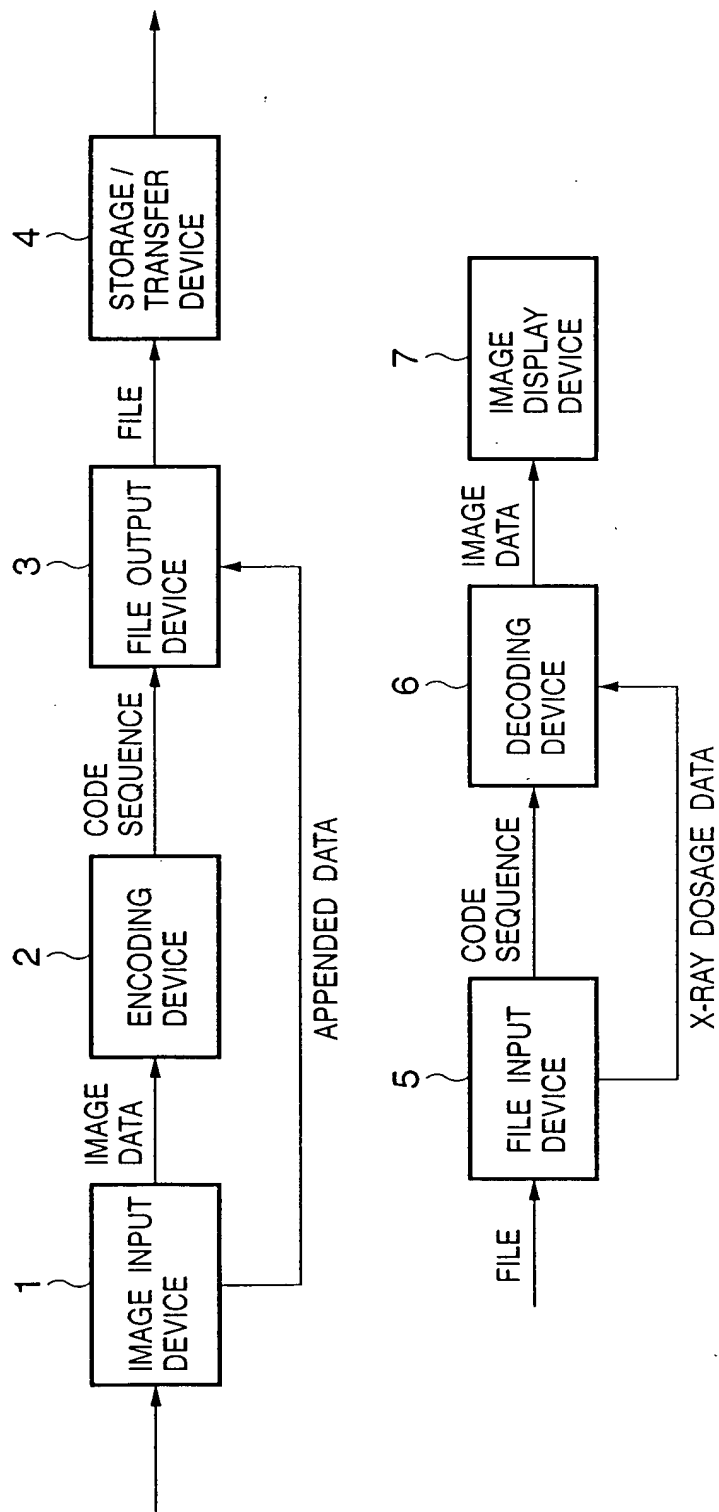 1
IMAGE INPUT
DEVICE
IMAGE
DATA
2
ENCODING
DEVICE
CODE
SEQUENCE
3
FILE OUTPUT
DEVICE
FILE
4
STORAGE /
TRANSFER
DEVICE
APPENDED DATA
FILE
5
FILE INPUT
DEVICE
CODE
SEQUENCE
6
DECODING
DEVICE
IMAGE
DATA
7
IMAGE
DISPLAY
DEVICE
X-RAY DOSAGE DATA